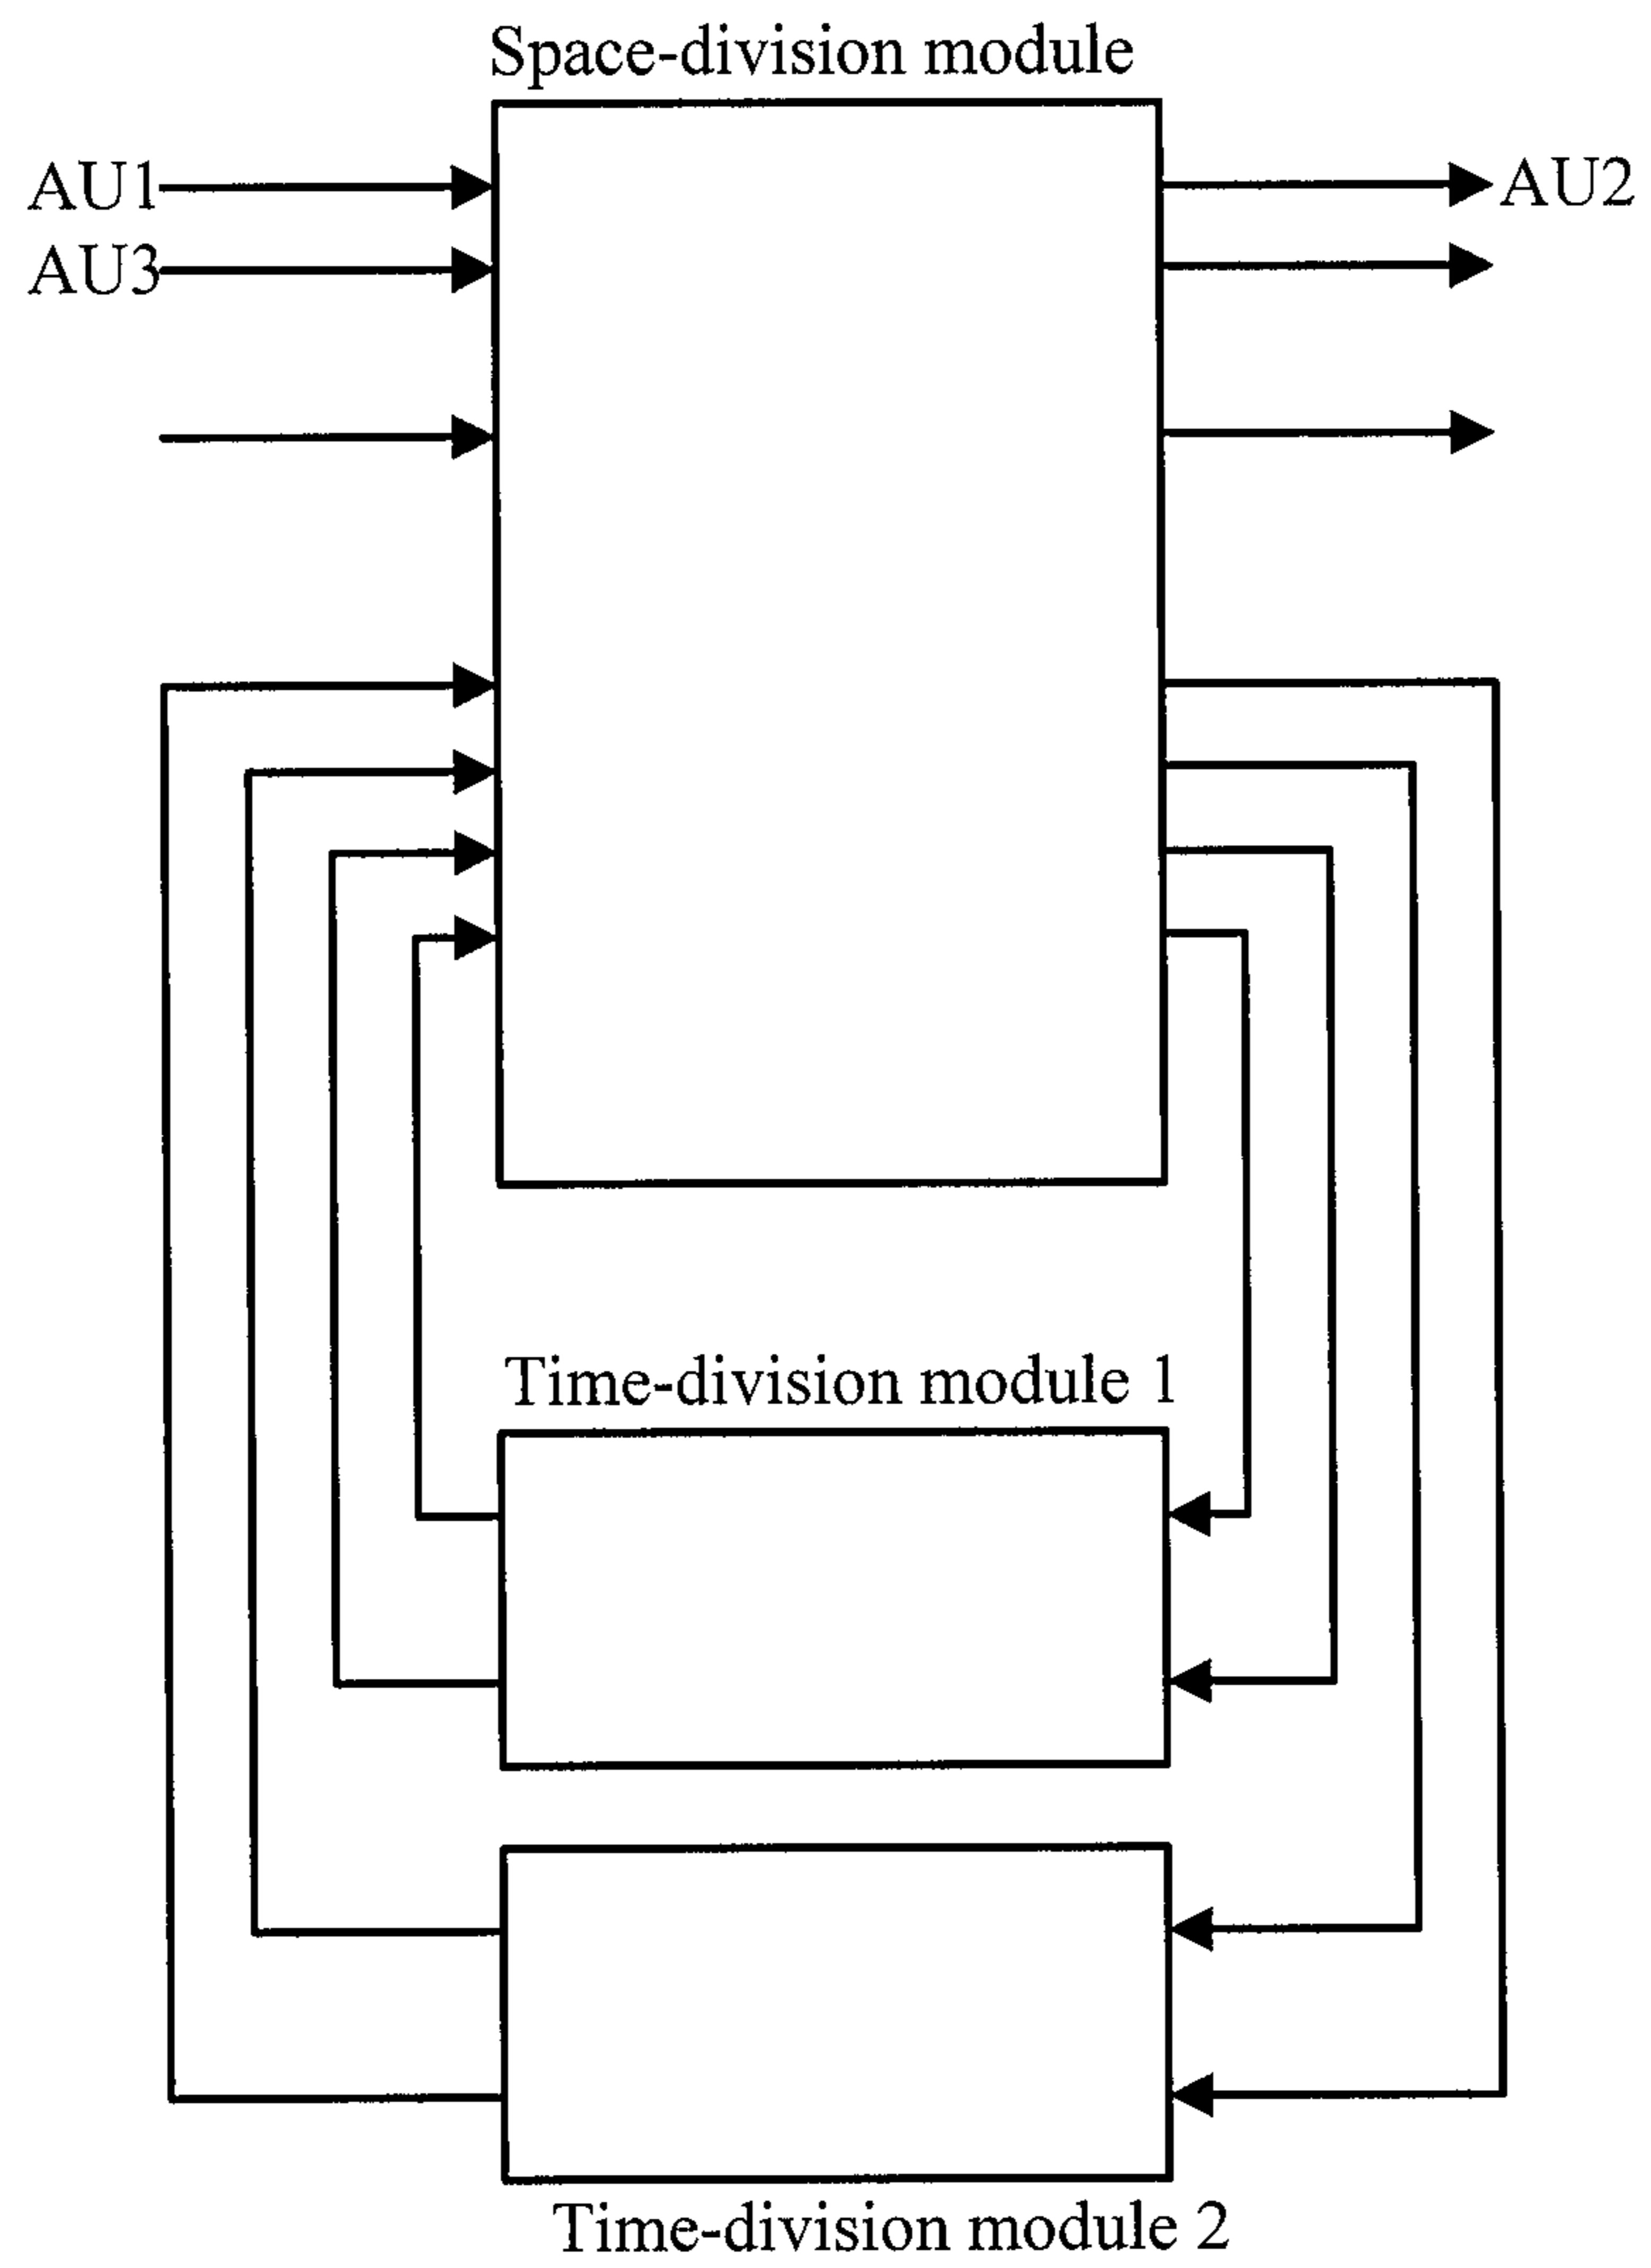 Space-division module
AU1
AU2
AU3
Time-division module 1
Time-division module 2